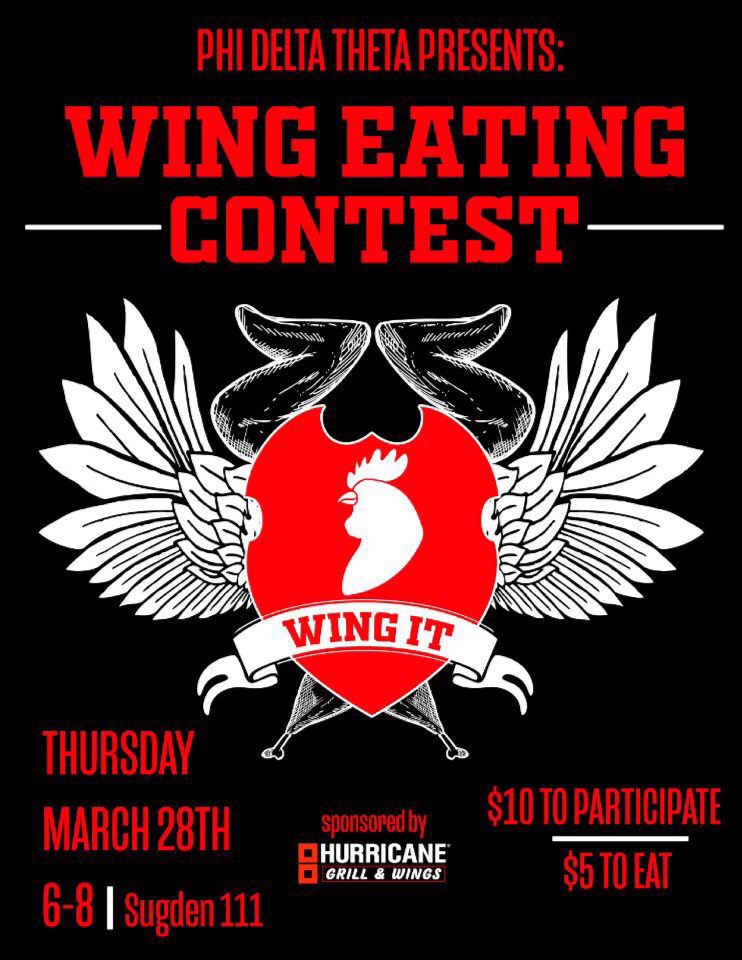 PHI DELTA THETA PRESENTS:
WING EATING
CONTEST
WING IT
THURSDAY
MARCH 28TH
6-8 | Sugden 111
sponsored by
HURRICANE®
GRILL & WINGS
$10 TO PARTICIPATE
$5 TO EAT